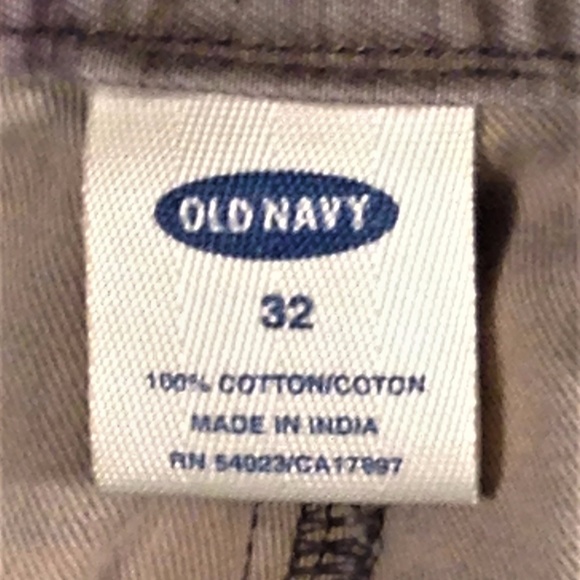 OLD NAVY
32
100% COTTON/COTON
MADE IN INDIA
RN 54023/CA17897